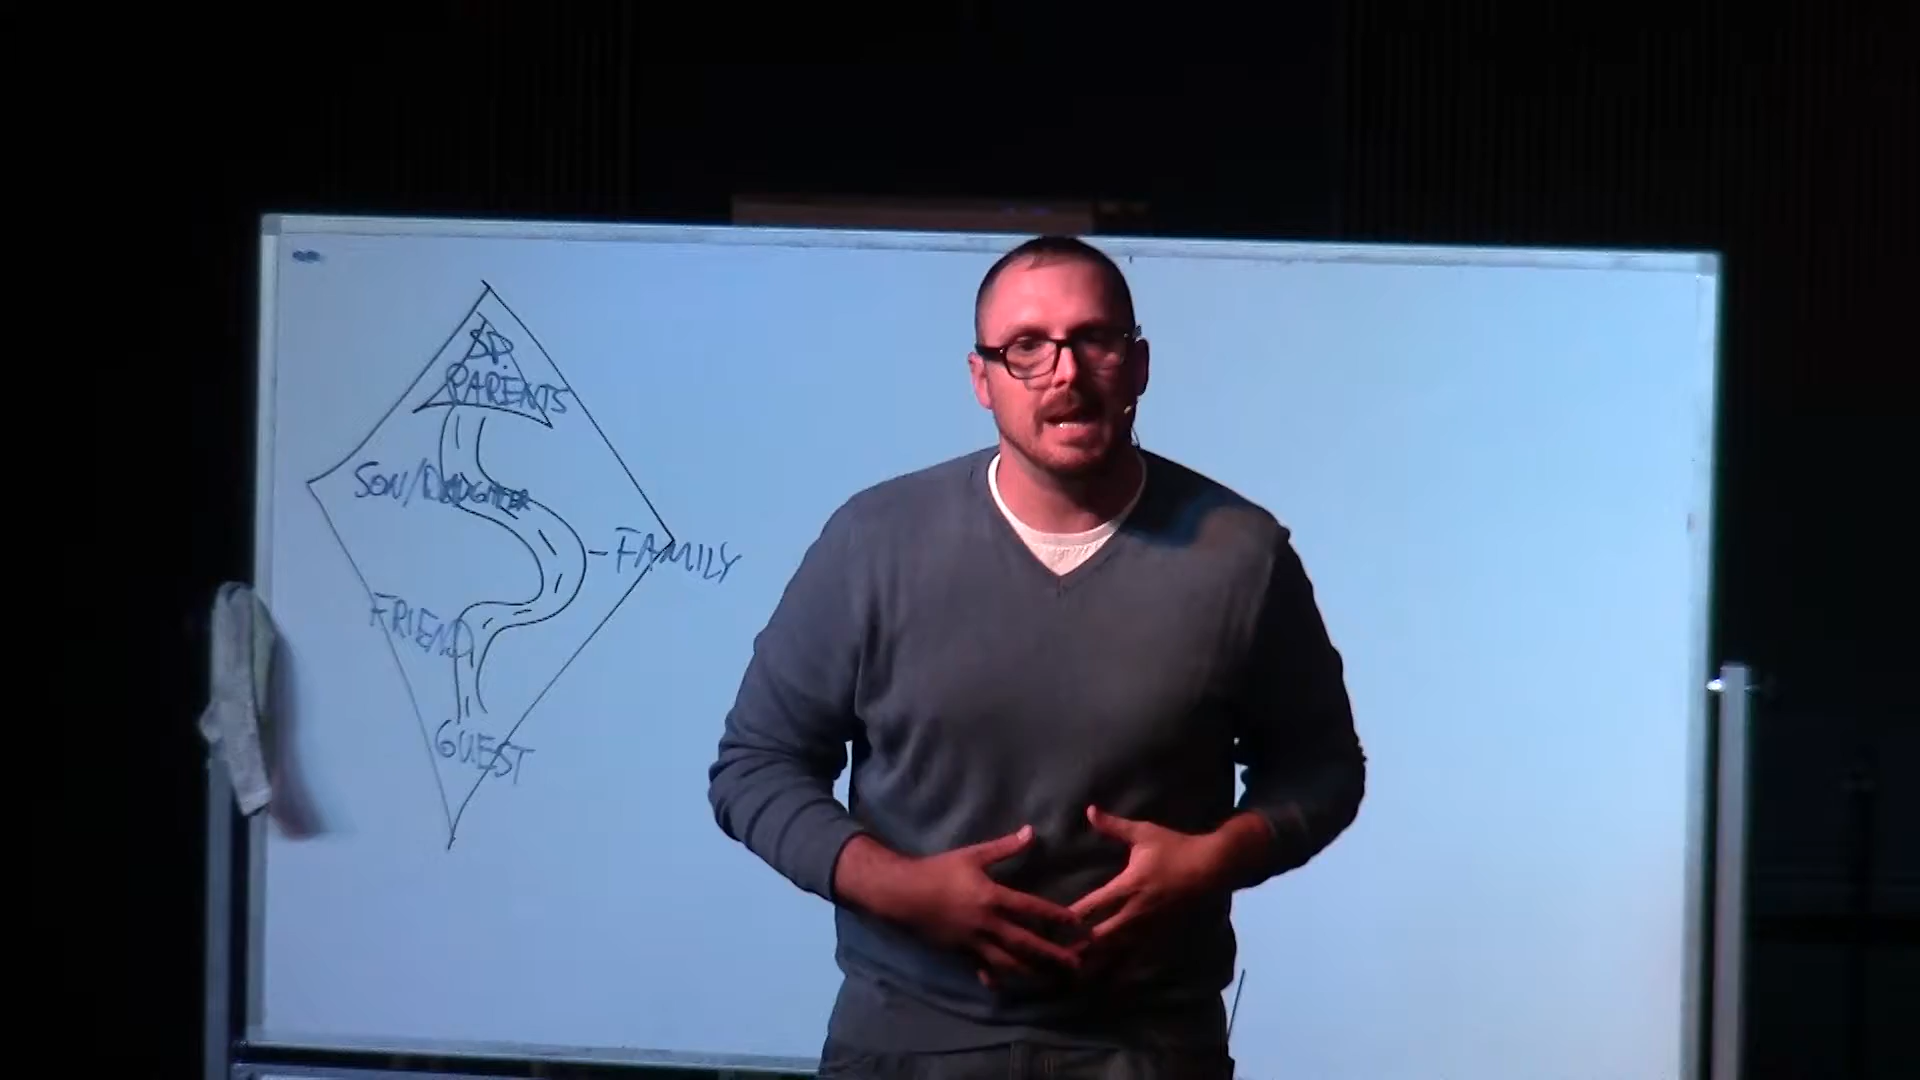 SP.
PARENTS
SON/DAUGHTER
-FAMILY
FRIEND
GUEST